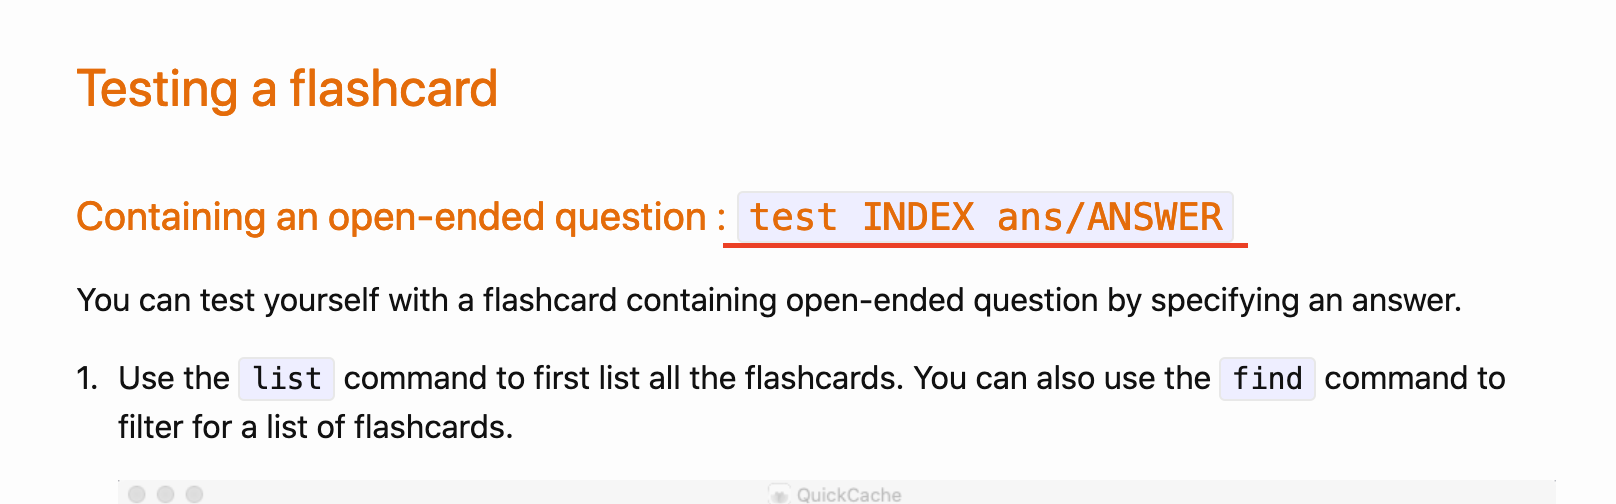 Testing a flashcard
Containing an open-ended question : test INDEX ans/ANSWER
You can test yourself with a flashcard containing open-ended question by specifying an answer.
1. Use the list command to first list all the flashcards. You can also use the find command to
filter for a list of flashcards.
QuickCache